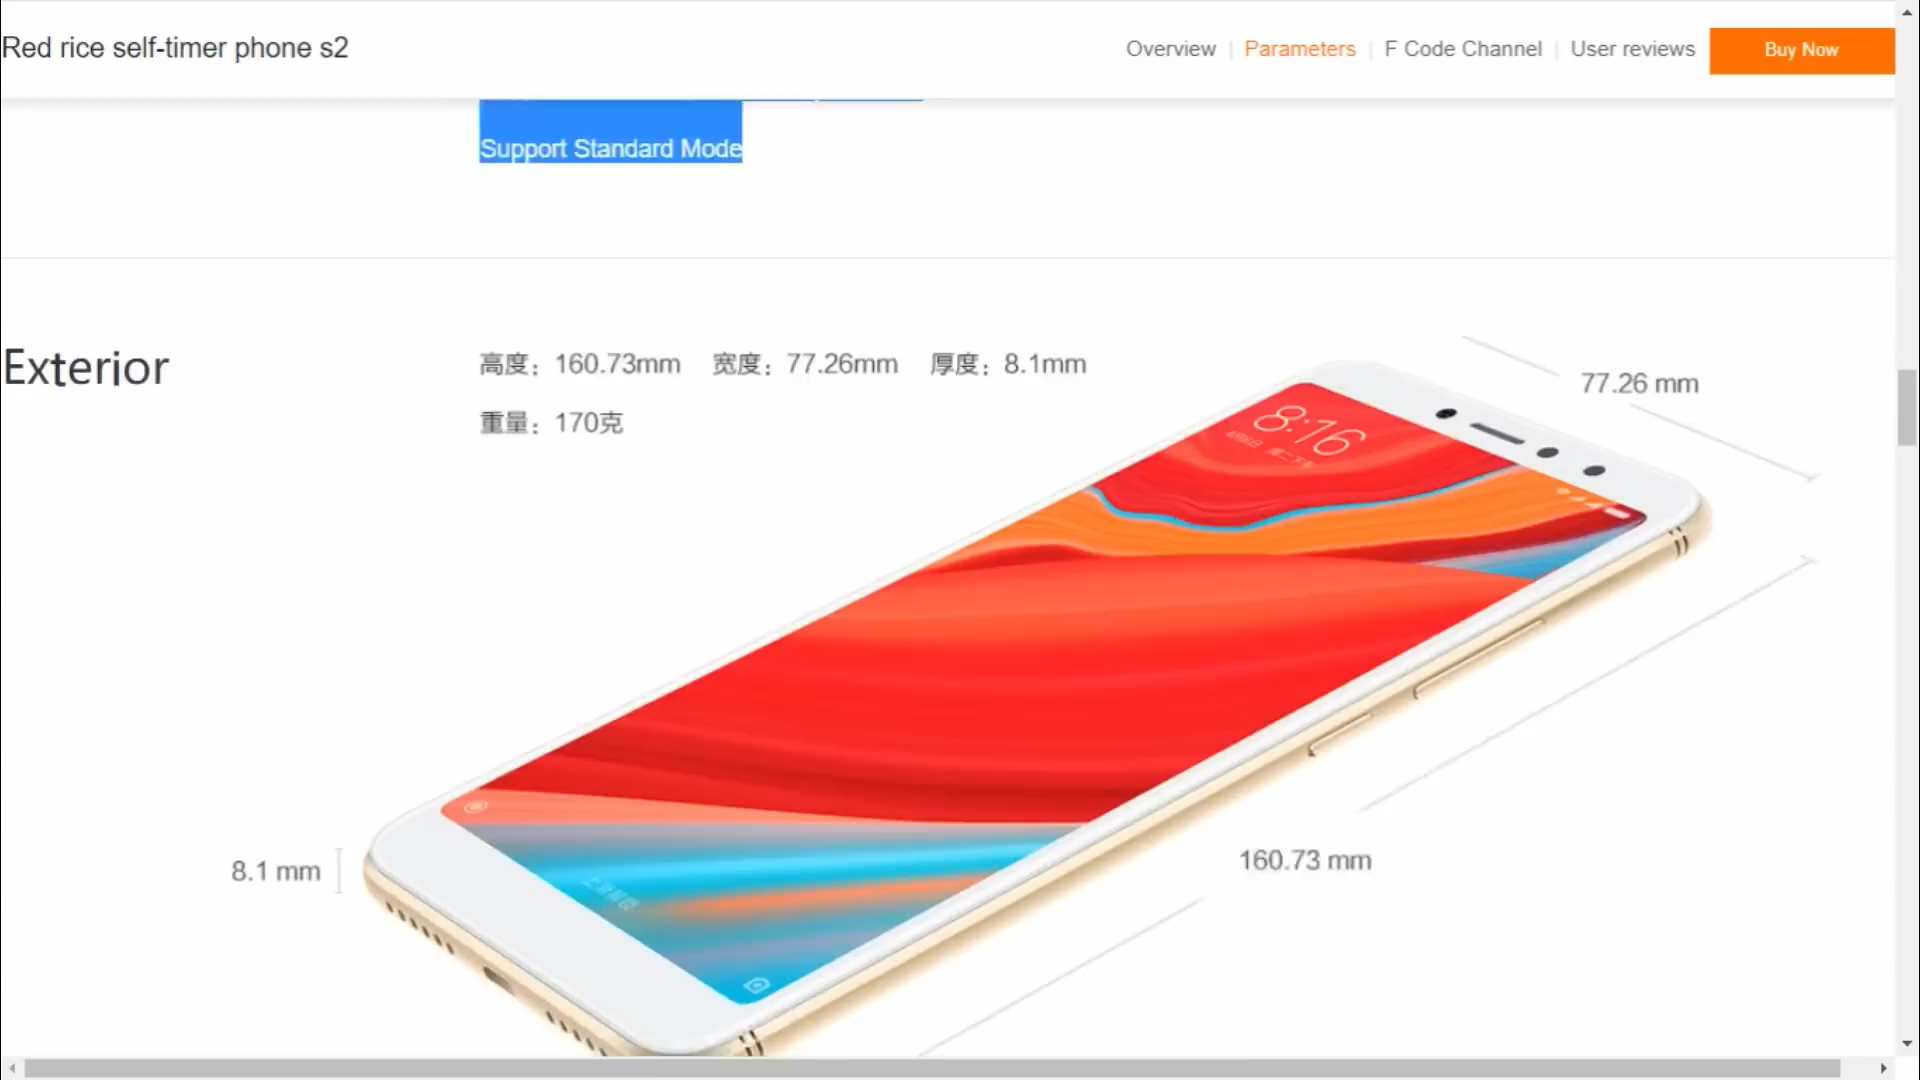 Red rice self-timer phone s2
Overview | Parameters | F Code Channel | User reviews
Buy Now
Support Standard Mode
Exterior
高度：160.73mm 宽度：77.26mm 厚度：8.1mm
重量：170克
77.26 mm
8:16
8.1 mm
160.73 mm